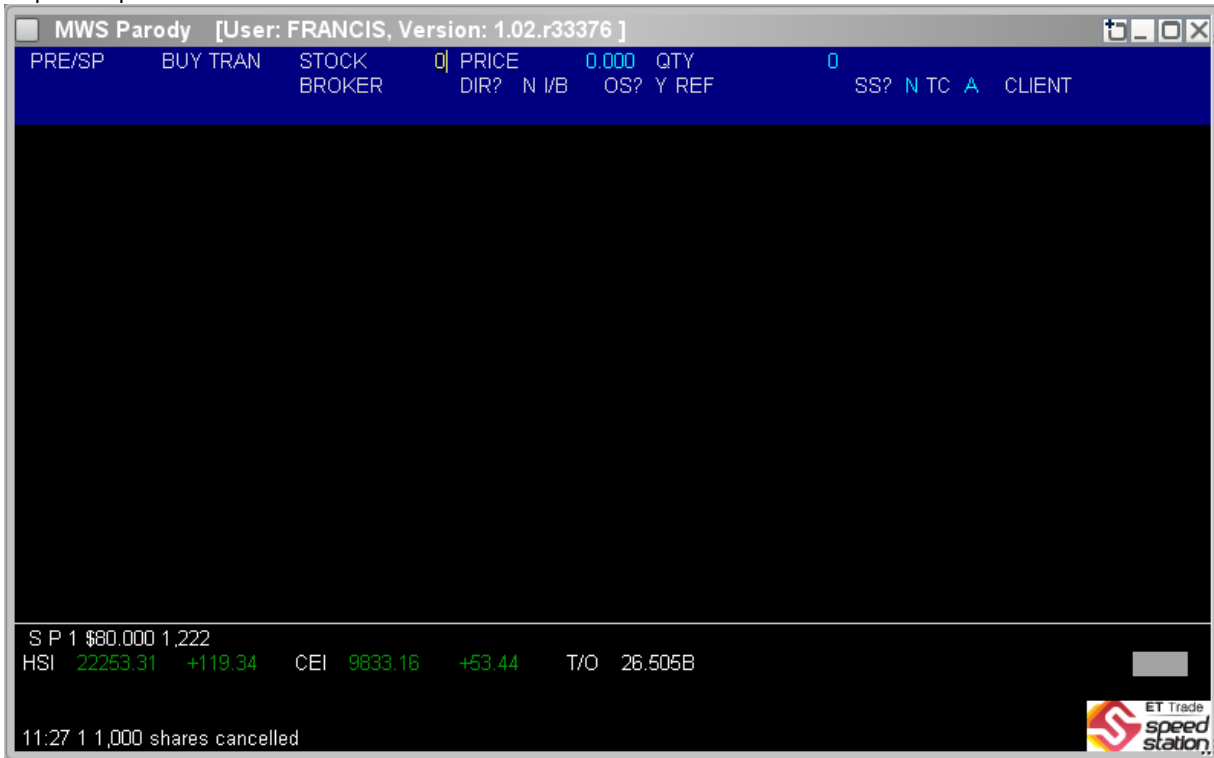 MWS Parody [User: FRANCIS, Version: 1.02.r33376 ]
PRE/SP BUY TRAN STOCK 0 PRICE 0.000 QTY 0
BROKER DIR? N I/B OS? Y REF SS? N TC A CLIENT
S P 1 $80.000 1,222
HSI 22253.31 +119.34 CEI 9833.16 +53.44 T/O 26.505B
ET Trade
speed
station
11:27 1 1,000 shares cancelled